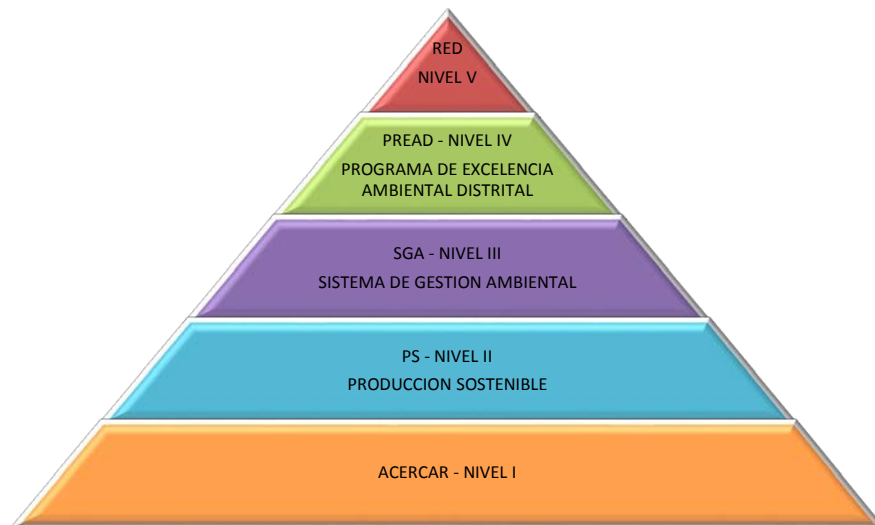 RED
NIVEL V
PREAD - NIVEL IV
PROGRAMA DE EXCELENCIA
AMBIENTAL DISTRITAL
SGA - NIVEL III
SISTEMA DE GESTION AMBIENTAL
PS - NIVEL II
PRODUCCION SOSTENIBLE
ACERCAR - NIVEL I